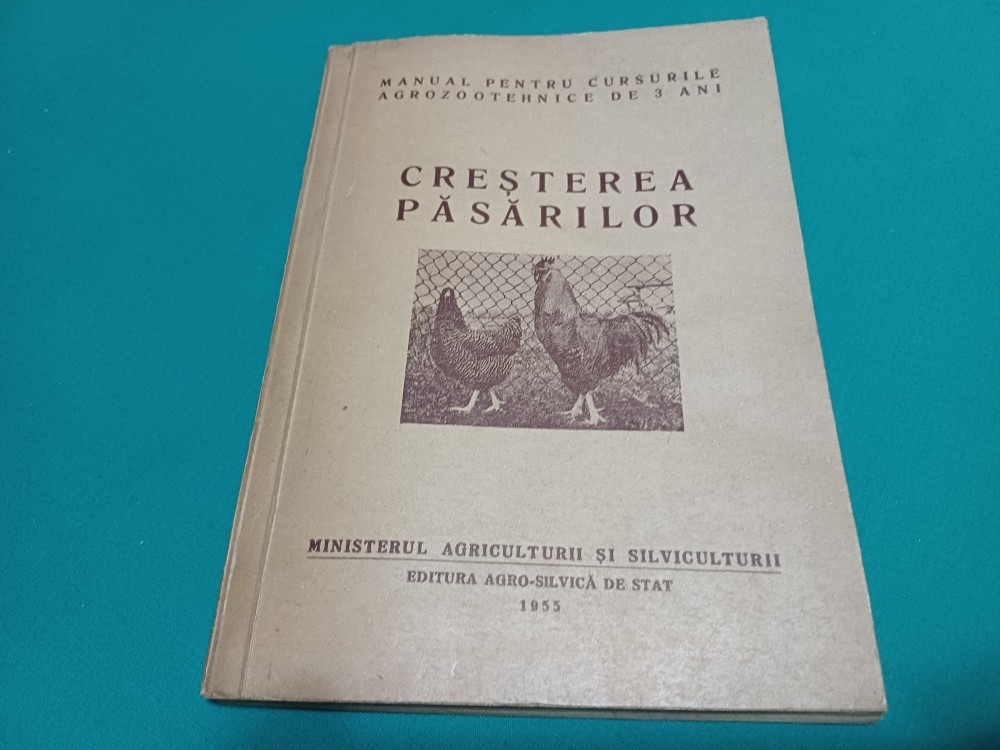 MANUAL PENTRU CURSURILE
AGROZOOTEHNICE DE 3 ANI
CREȘTEREA
PĂSĂRILOR
MINISTERUL AGRICULTURII ȘI SILVICULTURII
EDITURA AGRO-SILVICĂ DE STAT
1955